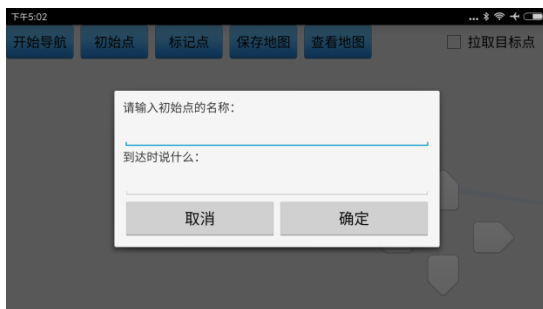 下午5:02
开始导航 初始点 标记点 保存地图 查看地图 拉取目标点
请输入初始点的名称：
到达时说什么：
取消 确定